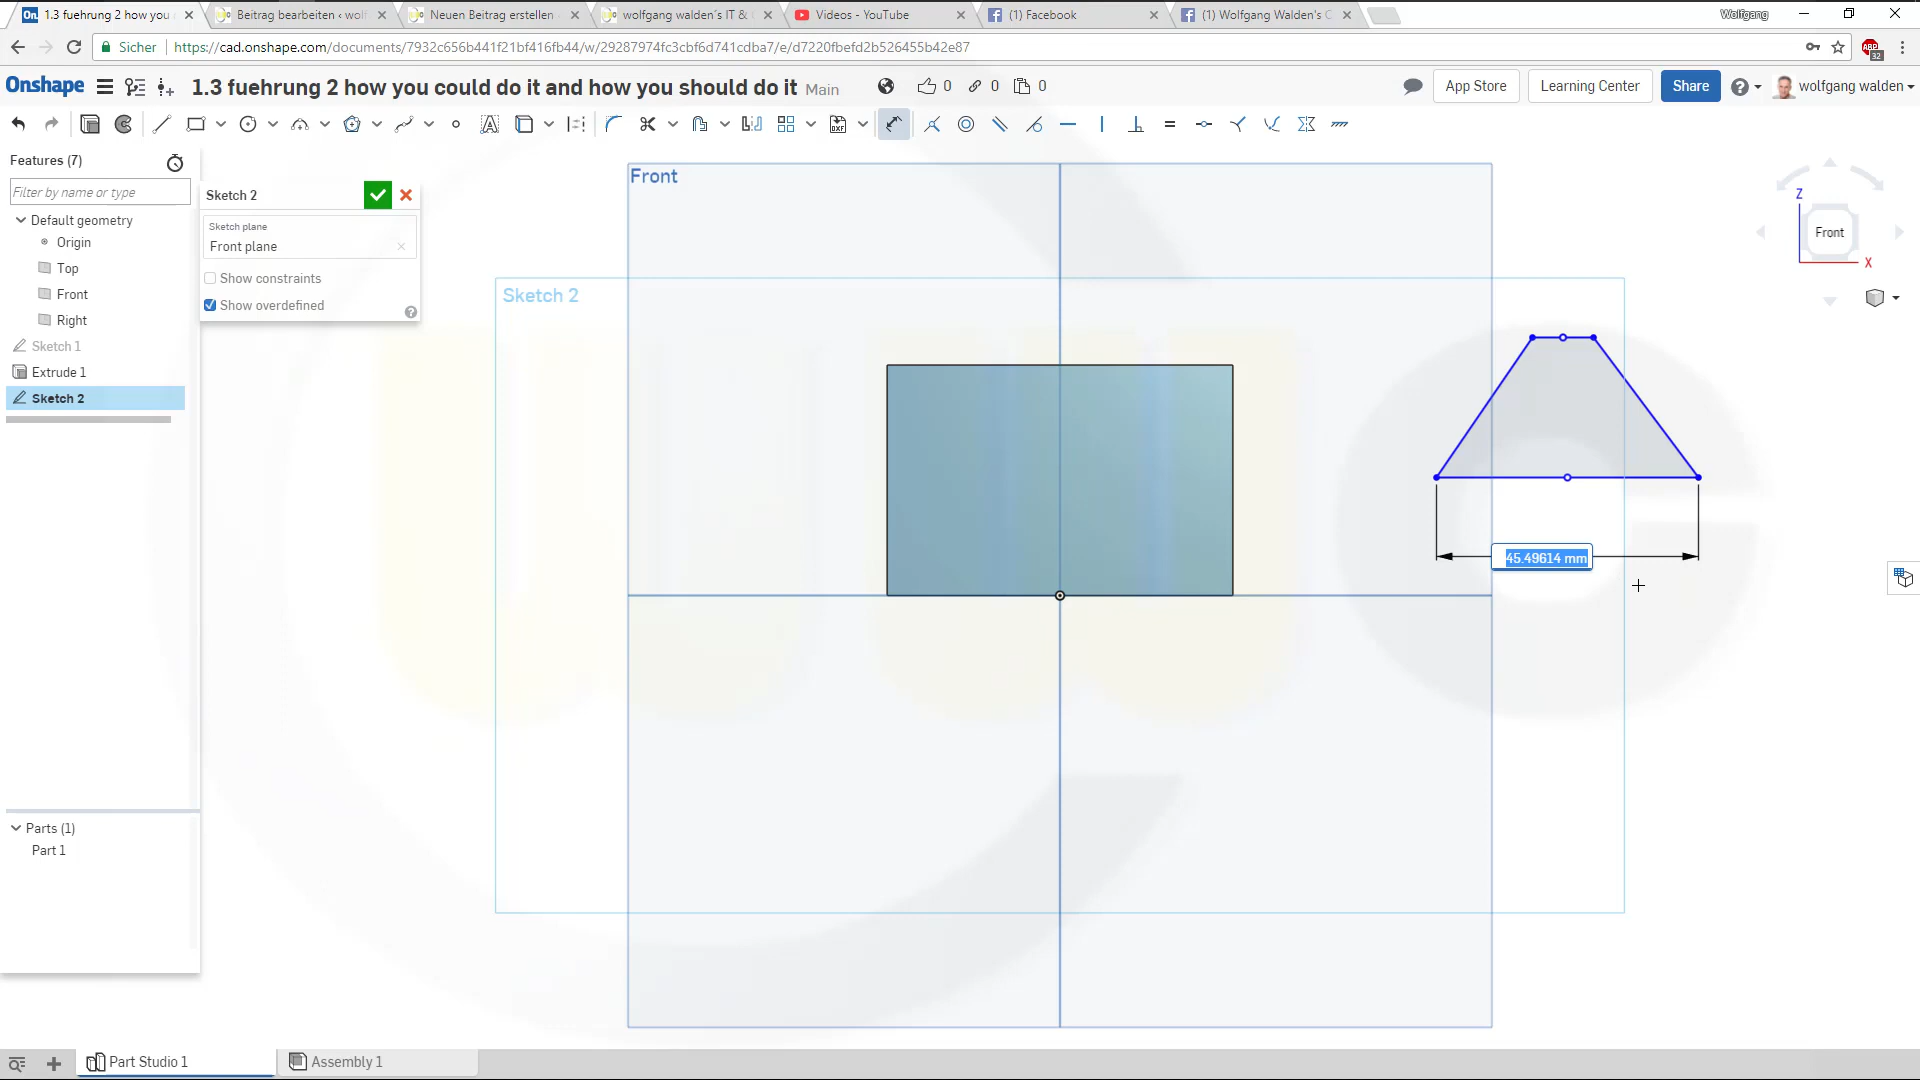 1.3 fuehrung 2 how you
Beitrag bearbeiten ‹ wolf
Neuen Beitrag erstellen
wolfgang walden´s IT &
Videos - YouTube
(1) Facebook
(1) Wolfgang Walden's C
Wolfgang
Sicher
https://cad.onshape.com/documents/7932c656b441f21bf416fb44/w/29287974fc3cbf6d741cdba7/e/d7220fbefd2b526455b42e87
ABP
32
Onshape
1.3 fuehrung 2 how you could do it and how you should do it
Main
0
0
0
App Store
Learning Center
Share
wolfgang walden
DXF
Features (7)
Filter by name or type
Default geometry
Origin
Top
Front
Right
Sketch 1
Extrude 1
Sketch 2
Sketch 2
Sketch plane
Front plane
Show constraints
Show overdefined
Front
Sketch 2
45.49614 mm
Z
Front
X
Parts (1)
Part 1
Part Studio 1
Assembly 1